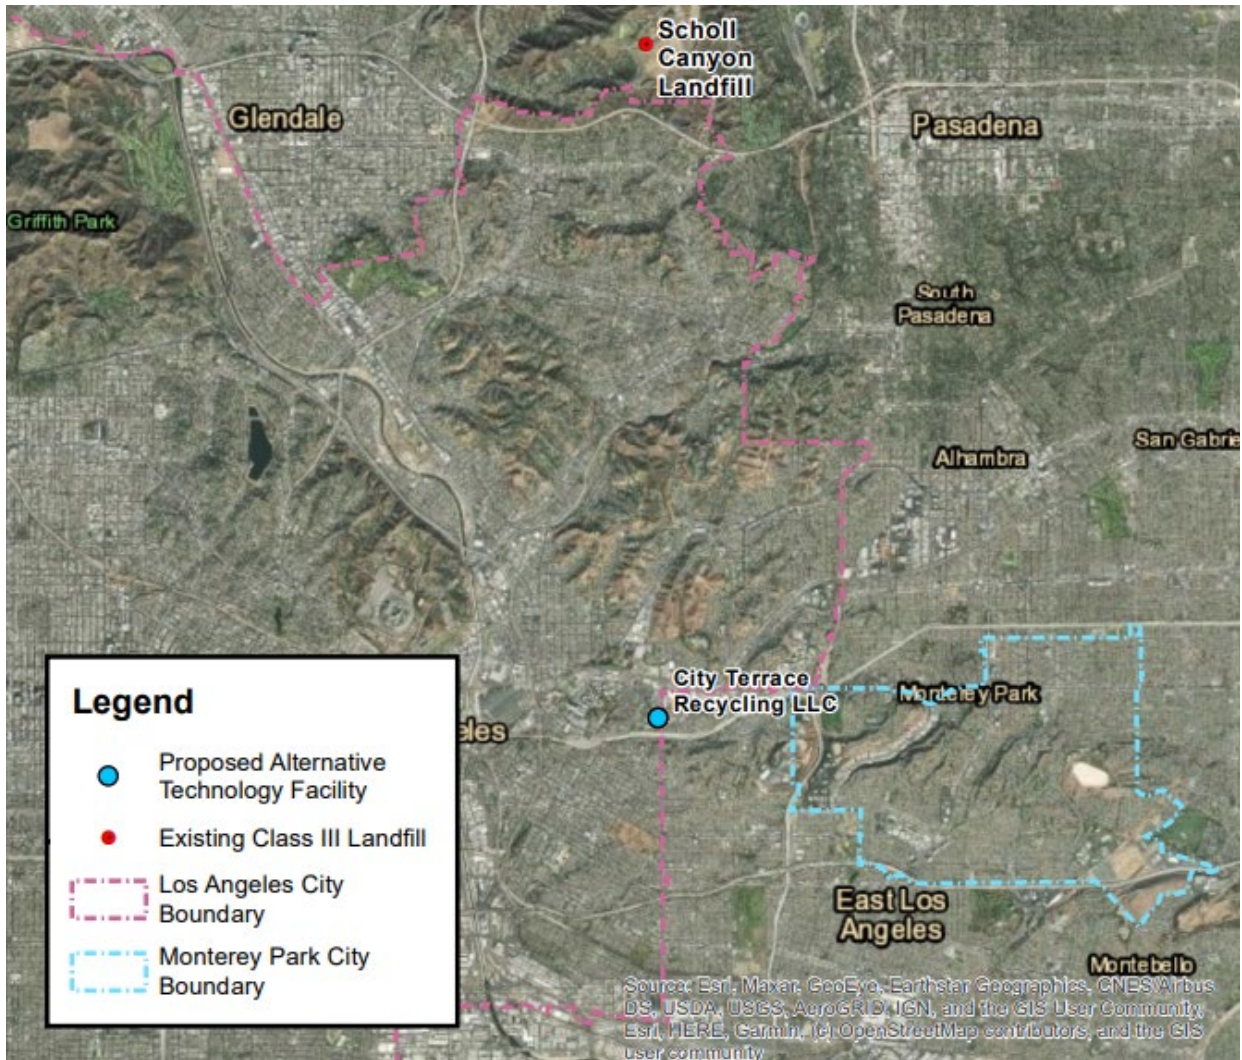 Scholl
Canyon
Landfill
Glendale
Pasadena
Griffith Park
South
Pasadena
Alhambra
San Gabrie
City Terrace
Recycling LLC
Monterey Park
eles
Legend
Proposed Alternative
Technology Facility
Existing Class III Landfill
Los Angeles City
Boundary
Monterey Park City
Boundary
East Los
Angeles
Montebello
Source: Esri, Maxar, GeoEye, Earthstar Geographics, CNES/Airbus
DS, USDA, USGS, AeroGRID, IGN, and the GIS User Community,
Esri, HERE, Garmin, (c) OpenStreetMap contributors, and the GIS
user community